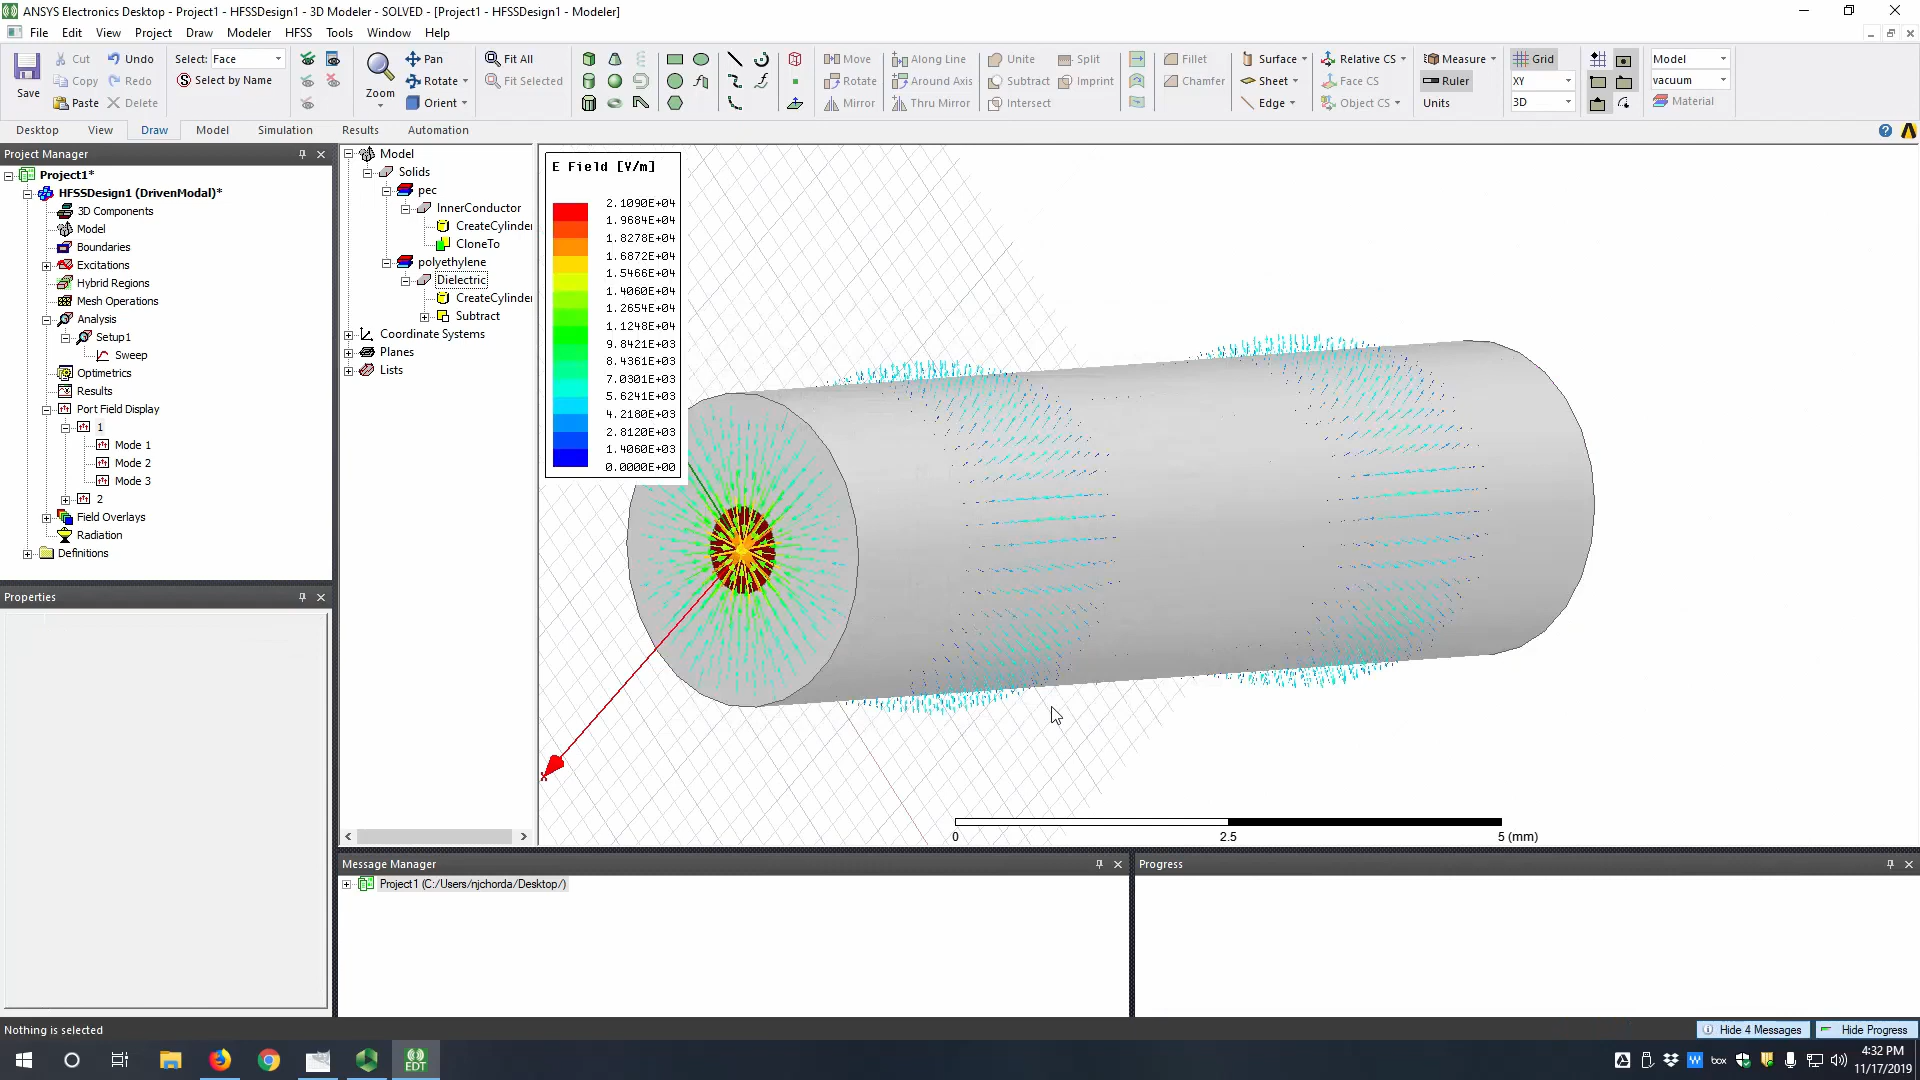 ANSYS Electronics Desktop - Project1 - HFSSDesign1 - 3D Modeler - SOLVED - [Project1 - HFSSDesign1 - Modeler]
File Edit View Project Draw Modeler HFSS Tools Window Help
Save
Cut
Copy
Paste
Undo
Redo
Delete
Select: Face
Select by Name
Zoom
Pan
Rotate
Orient
Fit All
Fit Selected
Move
Rotate
Mirror
Along Line
Around Axis
Thru Mirror
Unite
Subtract
Intersect
Split
Imprint
Fillet
Chamfer
Surface
Sheet
Edge
Relative CS
Face CS
Object CS
Measure
Ruler
Units
Grid
XY
3D
Model
vacuum
Material
Desktop View Draw Model Simulation Results Automation
Project Manager
Project1*
HFSSDesign1 (DrivenModal)*
3D Components
Model
Boundaries
Excitations
Hybrid Regions
Mesh Operations
Analysis
Setup1
Sweep
Optimetrics
Results
Port Field Display
1
Mode 1
Mode 2
Mode 3
2
Field Overlays
Radiation
Definitions
Properties
Model
Solids
pec
InnerConductor
CreateCylinder
CloneTo
polyethylene
Dielectric
CreateCylinder
Subtract
Coordinate Systems
Planes
Lists
E Field [V/m]
2.1090E+04
1.9684E+04
1.8278E+04
1.6872E+04
1.5466E+04
1.4060E+04
1.2654E+04
1.1248E+04
9.8421E+03
8.4361E+03
7.0301E+03
5.6241E+03
4.2180E+03
2.8120E+03
1.4060E+03
0.0000E+00
x
0 2.5 5 (mm)
Message Manager
Project1 (C:/Users/njchorda/Desktop/)
Progress
Nothing is selected
Hide 4 Messages
Hide Progress
EDT
box
4:32 PM
11/17/2019